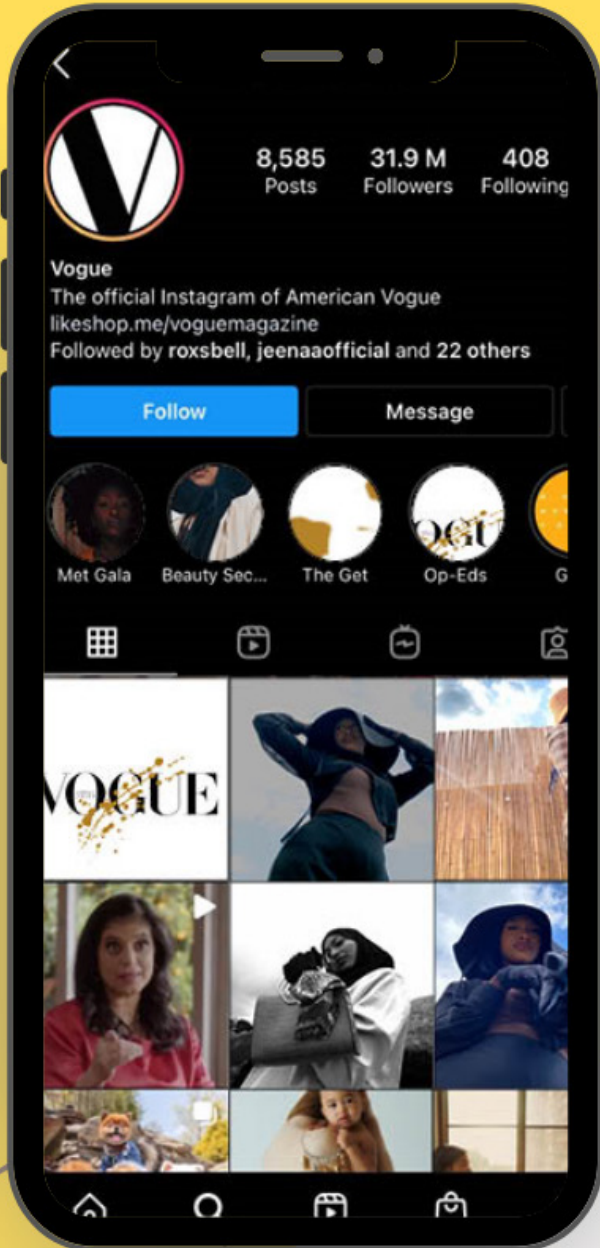 V
8,585 31.9 M 408
Posts Followers Following
Vogue
The official Instagram of American Vogue
likeshop.me/voguemagazine
Followed by roxsbell, jeenaaofficial and 22 others
Follow Message
OGU
Met Gala Beauty Sec... The Get Op-Eds G
VOGUE